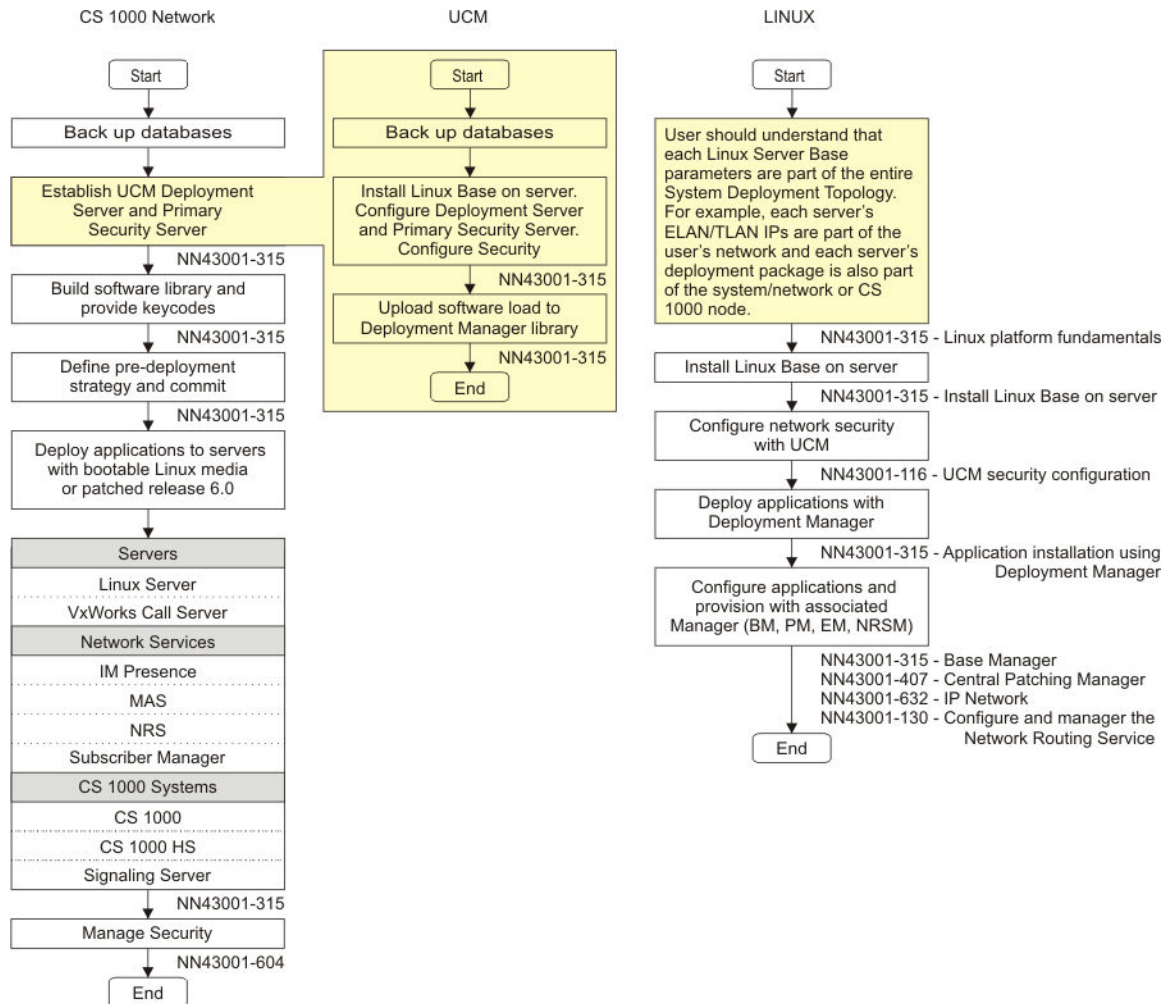 CS 1000 Network
Start
Back up databases
Establish UCM Deployment
Server and Primary
Security Server
NN43001-315
Build software library and
provide keycodes
NN43001-315
Define pre-deployment
strategy and commit
NN43001-315
Deploy applications to servers
with bootable Linux media
or patched release 6.0
Servers
Linux Server
VxWorks Call Server
Network Services
IM Presence
MAS
NRS
Subscriber Manager
CS 1000 Systems
CS 1000
CS 1000 HS
Signaling Server
NN43001-315
Manage Security
NN43001-604
End
UCM
Start
Back up databases
Install Linux Base on server.
Configure Deployment Server
and Primary Security Server.
Configure Security
NN43001-315
Upload software load to
Deployment Manager library
NN43001-315
End
LINUX
Start
User should understand that
each Linux Server Base
parameters are part of the entire
System Deployment Topology.
For example, each server's
ELAN/TLAN IPs are part of the
user's network and each server's
deployment package is also part
of the system/network or CS
1000 node.
NN43001-315 - Linux platform fundamentals
Install Linux Base on server
NN43001-315 - Install Linux Base on server
Configure network security
with UCM
NN43001-116 - UCM security configuration
Deploy applications with
Deployment Manager
NN43001-315 - Application installation using
Deployment Manager
Configure applications and
provision with associated
Manager (BM, PM, EM, NRSM)
NN43001-315 - Base Manager
NN43001-407 - Central Patching Manager
NN43001-632 - IP Network
NN43001-130 - Configure and manager the
Network Routing Service
End